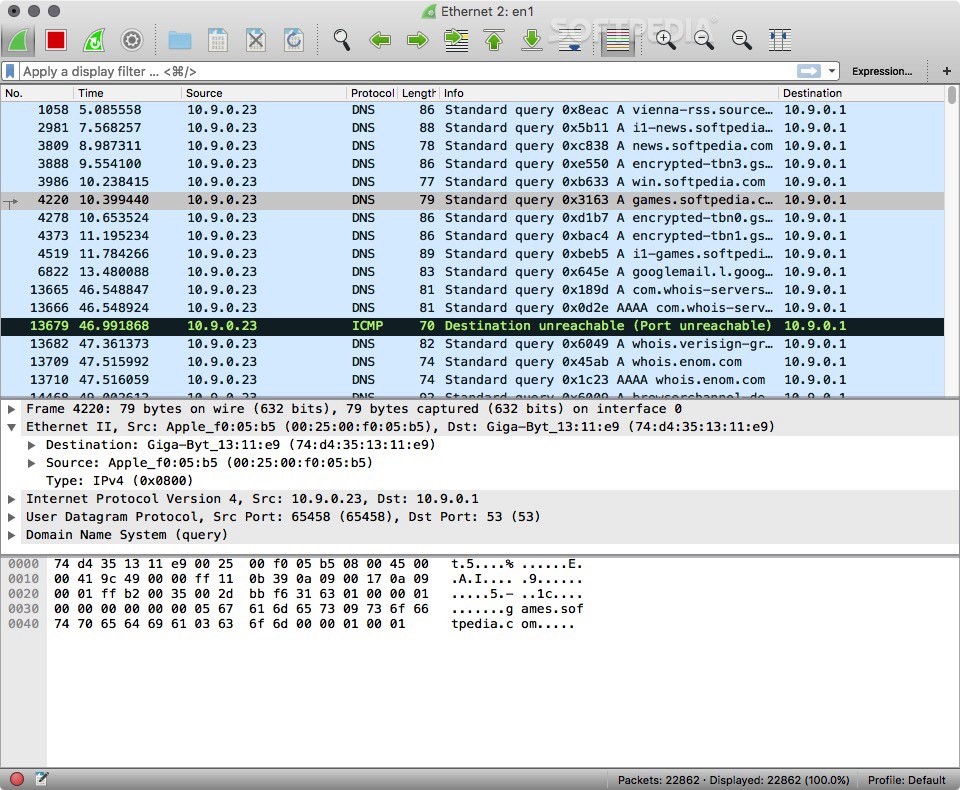 Ethernet 2: en1
SOFTPEDIA
Apply a display filter ... <⌘/>
Expression...
+
No. Time Source Protocol Length Info Destination
1058 5.085558 10.9.0.23 DNS 86 Standard query 0x8eac A vienna-rss.source… 10.9.0.1
2981 7.568257 10.9.0.23 DNS 88 Standard query 0x5b11 A i1-news.softpedia… 10.9.0.1
3809 8.987311 10.9.0.23 DNS 78 Standard query 0xc838 A news.softpedia.com 10.9.0.1
3888 9.554100 10.9.0.23 DNS 86 Standard query 0xe550 A encrypted-tbn3.gs… 10.9.0.1
3986 10.238415 10.9.0.23 DNS 77 Standard query 0xb633 A win.softpedia.com 10.9.0.1
4220 10.399440 10.9.0.23 DNS 79 Standard query 0x3163 A games.softpedia.c… 10.9.0.1
4278 10.653524 10.9.0.23 DNS 86 Standard query 0xd1b7 A encrypted-tbn0.gs… 10.9.0.1
4373 11.195234 10.9.0.23 DNS 86 Standard query 0xbac4 A encrypted-tbn1.gs… 10.9.0.1
4519 11.784266 10.9.0.23 DNS 89 Standard query 0xbeb5 A i1-games.softpedi… 10.9.0.1
6822 13.480088 10.9.0.23 DNS 83 Standard query 0x645e A googlemail.l.goog… 10.9.0.1
13665 46.548847 10.9.0.23 DNS 81 Standard query 0x189d A com.whois-servers… 10.9.0.1
13666 46.548924 10.9.0.23 DNS 81 Standard query 0x0d2e AAAA com.whois-serv… 10.9.0.1
13679 46.991868 10.9.0.23 ICMP 70 Destination unreachable (Port unreachable) 10.9.0.1
13682 47.361373 10.9.0.23 DNS 82 Standard query 0x6049 A whois.verisign-gr… 10.9.0.1
13709 47.515992 10.9.0.23 DNS 74 Standard query 0x45ab A whois.enom.com 10.9.0.1
13710 47.516059 10.9.0.23 DNS 74 Standard query 0x1c23 AAAA whois.enom.com 10.9.0.1
Frame 4220: 79 bytes on wire (632 bits), 79 bytes captured (632 bits) on interface 0
Ethernet II, Src: Apple_f0:05:b5 (00:25:00:f0:05:b5), Dst: Giga-Byt_13:11:e9 (74:d4:35:13:11:e9)
Destination: Giga-Byt_13:11:e9 (74:d4:35:13:11:e9)
Source: Apple_f0:05:b5 (00:25:00:f0:05:b5)
Type: IPv4 (0x0800)
Internet Protocol Version 4, Src: 10.9.0.23, Dst: 10.9.0.1
User Datagram Protocol, Src Port: 65458 (65458), Dst Port: 53 (53)
Domain Name System (query)
0000 74 d4 35 13 11 e9 00 25 00 f0 05 b5 08 00 45 00 t.5....% ......E.
0010 00 41 9c 49 00 00 ff 11 0b 39 0a 09 00 17 0a 09 .A.I.... .9......
0020 00 01 ff b2 00 35 00 2d bb f6 31 63 01 00 00 01 .....5.- ..1c....
0030 00 00 00 00 00 00 05 67 61 6d 65 73 09 73 6f 66 .......g ames.sof
0040 74 70 65 64 69 61 03 63 6f 6d 00 00 01 00 01 tpedia.c om.....
Packets: 22862 · Displayed: 22862 (100.0%) Profile: Default